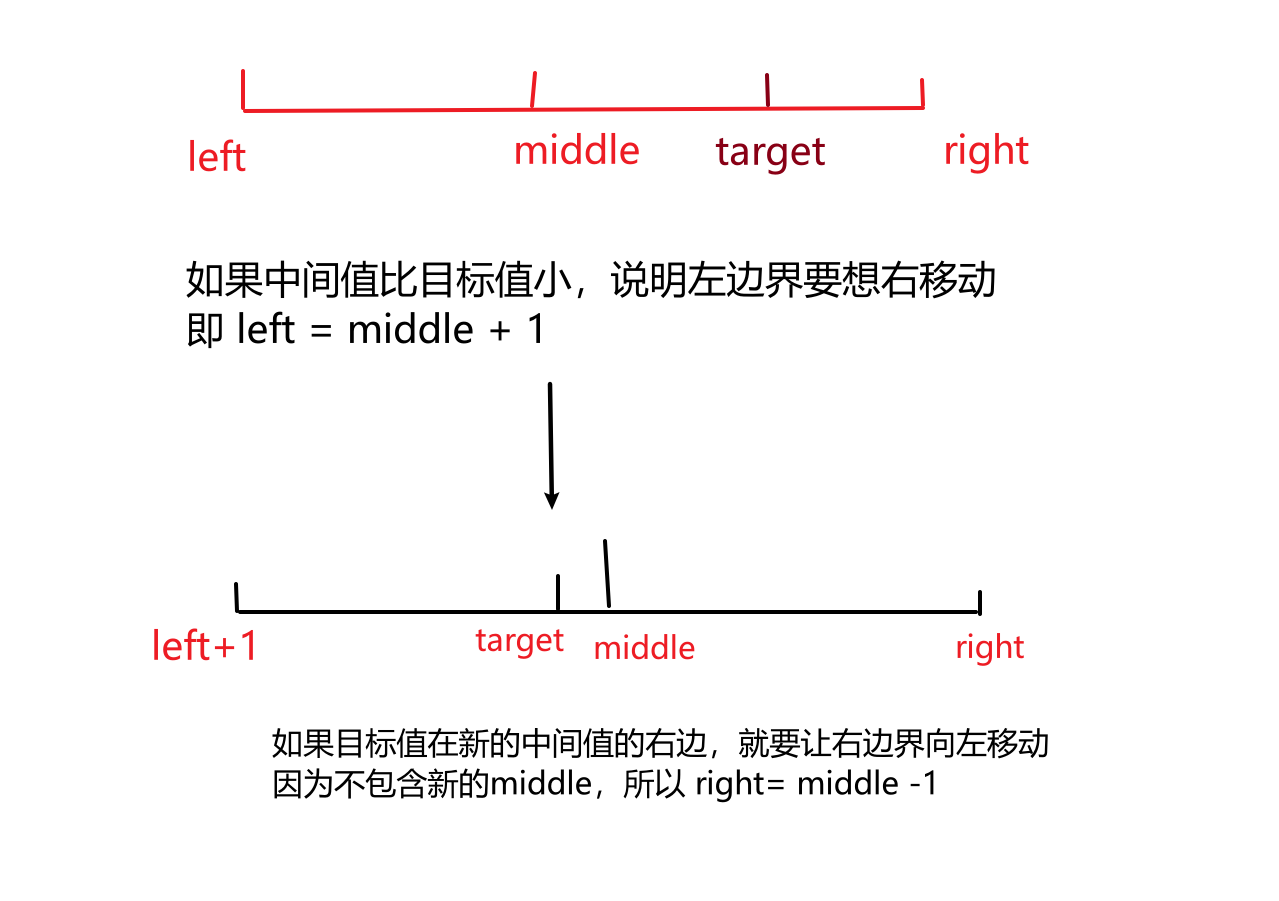 left middle target right
如果中间值比目标值小，说明左边界要想右移动
即 left = middle + 1
left+1 target middle right
如果目标值在新的中间值的右边，就要让右边界向左移动
因为不包含新的middle，所以 right= middle -1